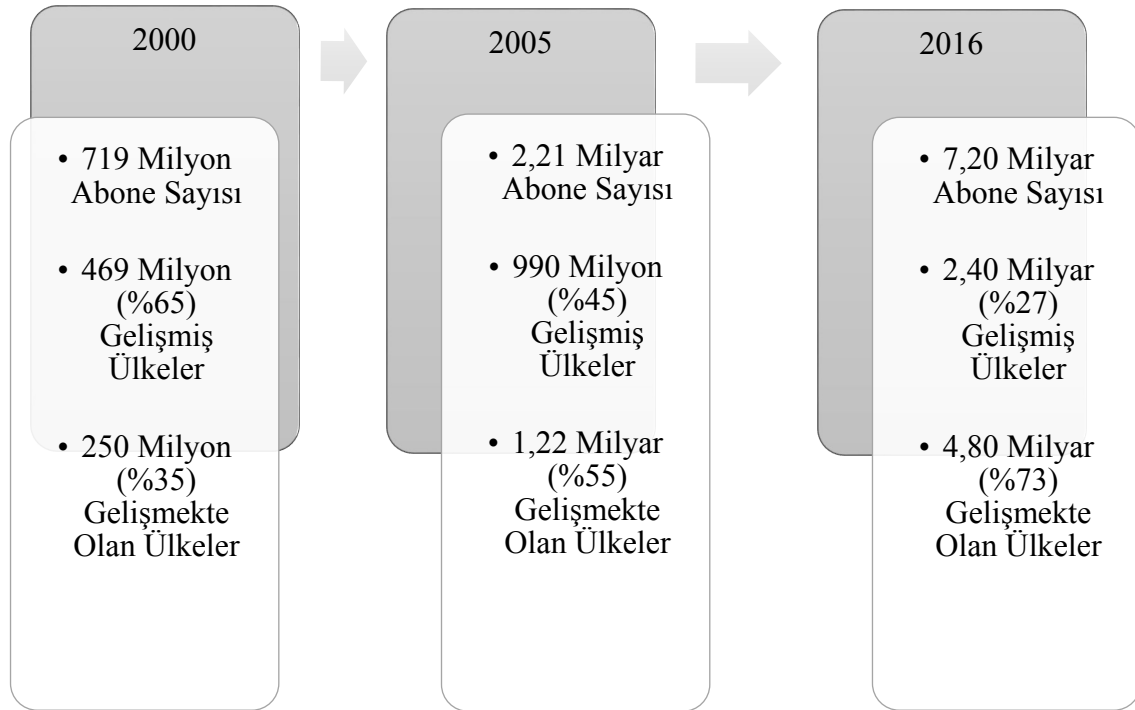 2000
• 719 Milyon
Abone Sayısı
• 469 Milyon
(%65)
Gelişmiş
Ülkeler
• 250 Milyon
(%35)
Gelişmekte
Olan Ülkeler
2005
• 2,21 Milyar
Abone Sayısı
• 990 Milyon
(%45)
Gelişmiş
Ülkeler
• 1,22 Milyar
(%55)
Gelişmekte
Olan Ülkeler
2016
• 7,20 Milyar
Abone Sayısı
• 2,40 Milyar
(%27)
Gelişmiş
Ülkeler
• 4,80 Milyar
(%73)
Gelişmekte
Olan Ülkeler